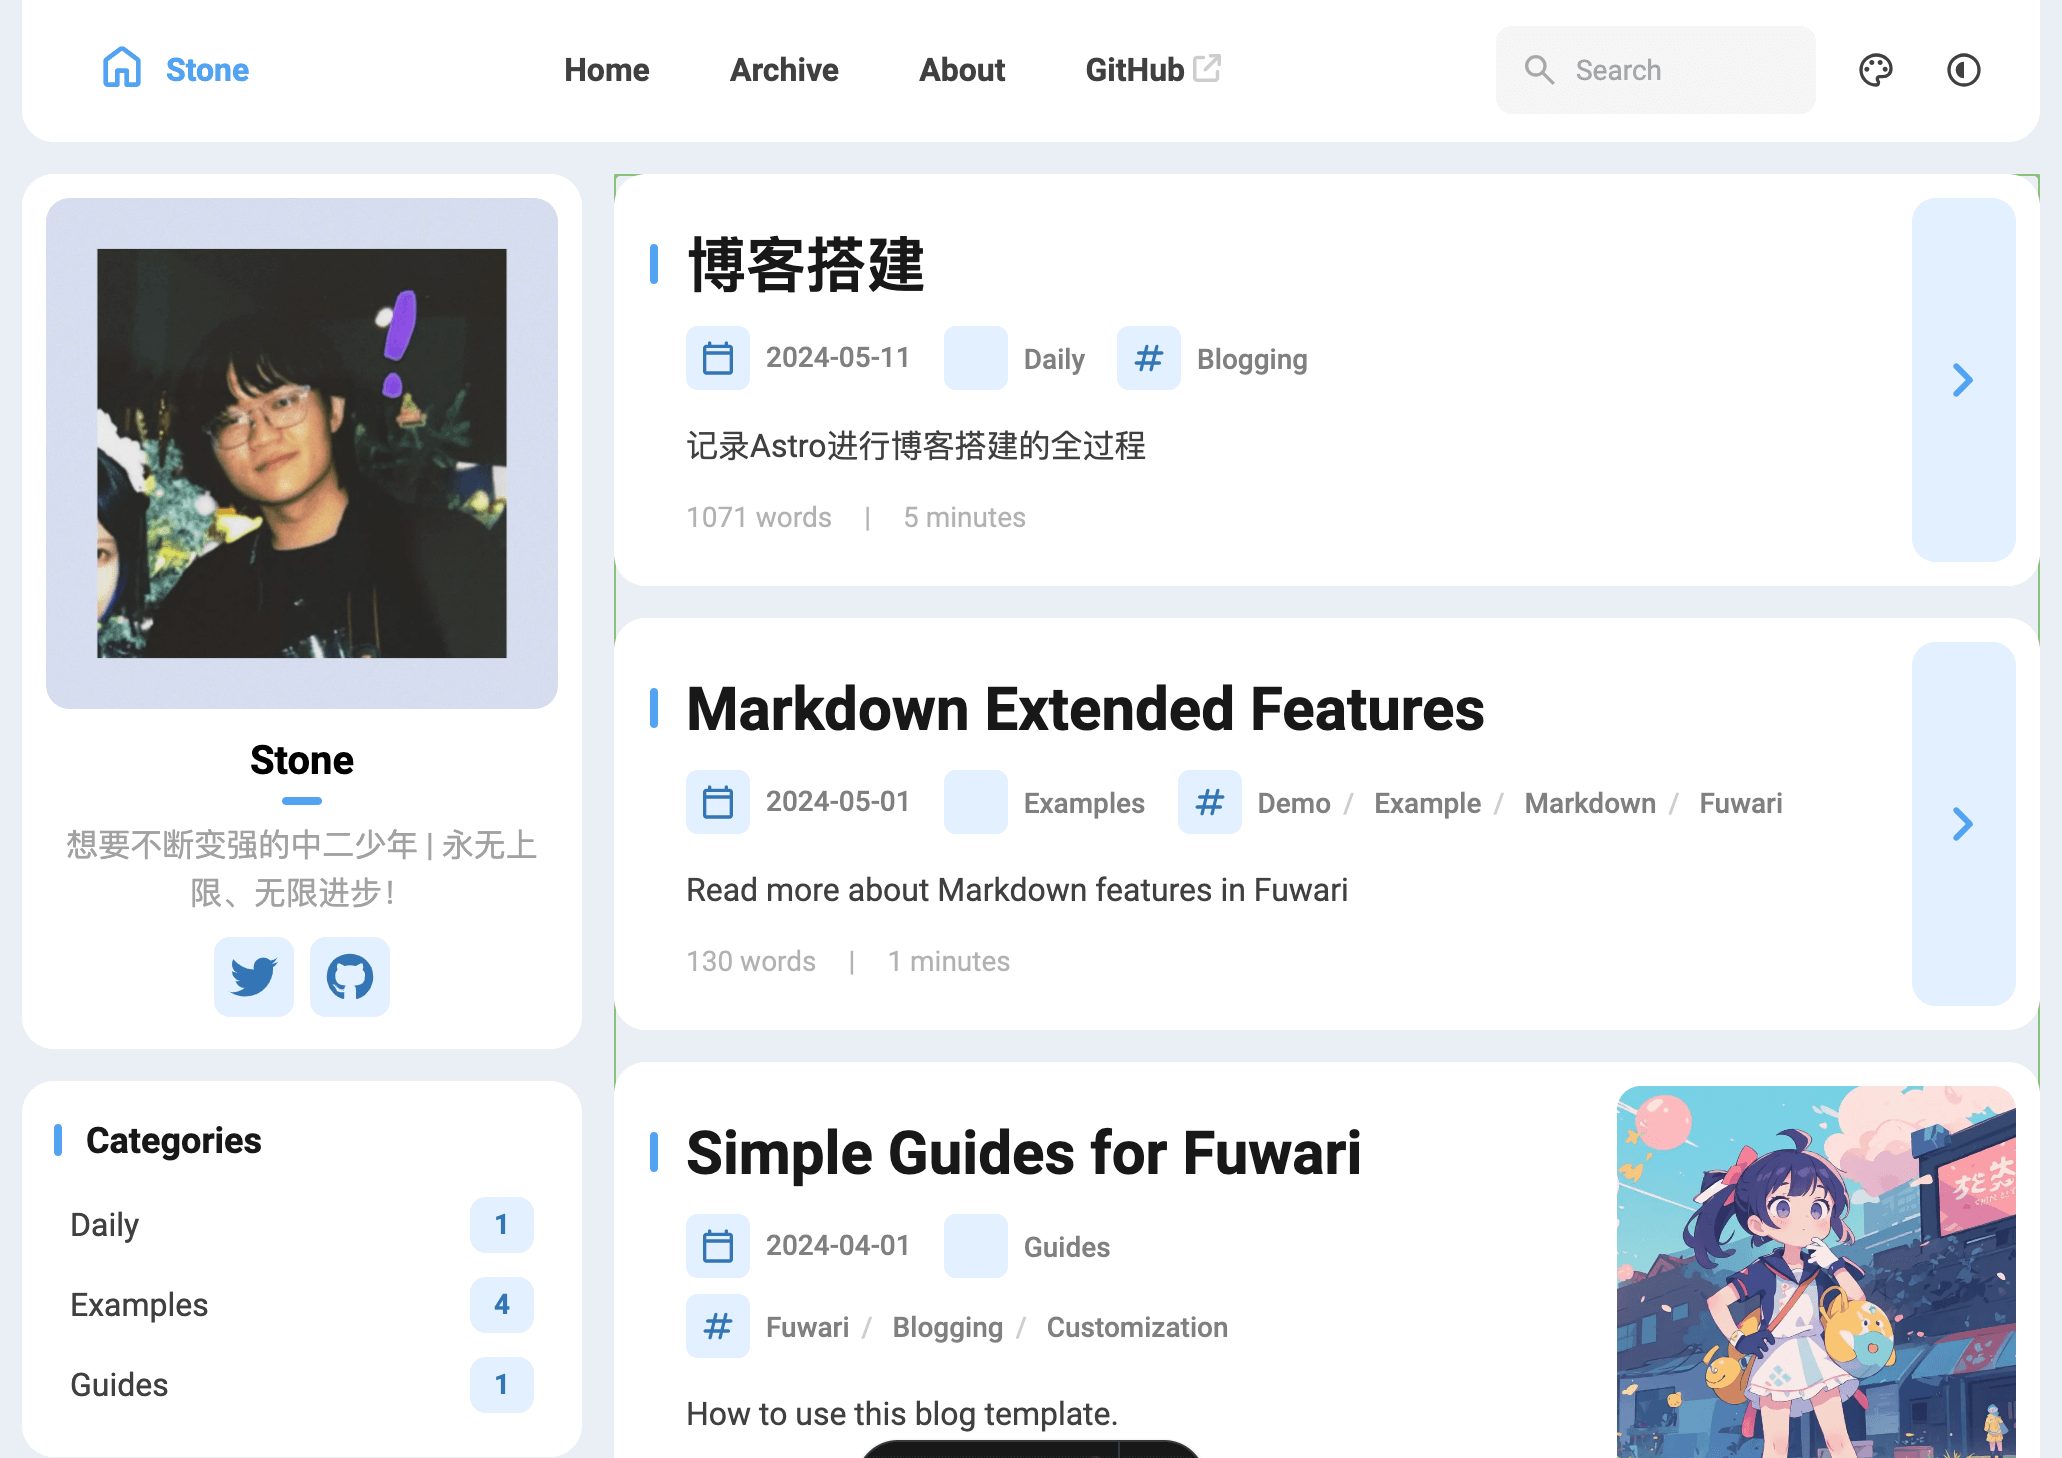 Stone
Home Archive About GitHub
Search
Stone
想要不断变强的中二少年 | 永无上
限、无限进步！
Categories
Daily 1
Examples 4
Guides 1
博客搭建
2024-05-11 Daily # Blogging
记录Astro进行博客搭建的全过程
1071 words | 5 minutes
Markdown Extended Features
2024-05-01 Examples # Demo / Example / Markdown / Fuwari
Read more about Markdown features in Fuwari
130 words | 1 minutes
Simple Guides for Fuwari
2024-04-01 Guides
# Fuwari / Blogging / Customization
How to use this blog template.